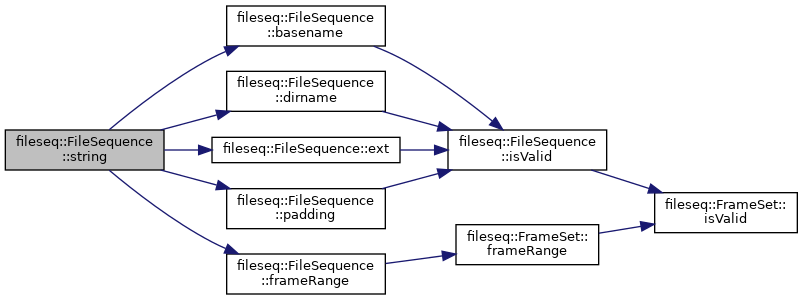 fileseq::FileSequence
::string
fileseq::FileSequence
::basename
fileseq::FileSequence
::dirname
fileseq::FileSequence::ext
fileseq::FileSequence
::padding
fileseq::FileSequence
::frameRange
fileseq::FileSequence
::isValid
fileseq::FrameSet::
frameRange
fileseq::FrameSet::
isValid